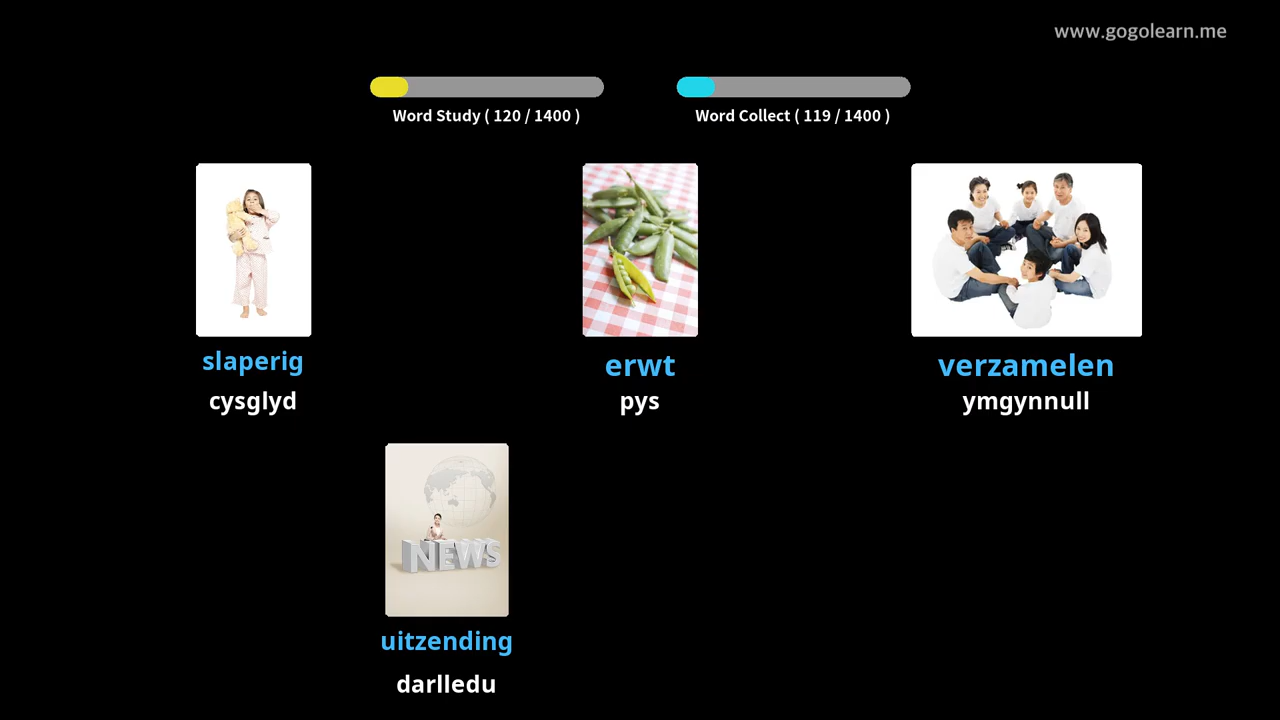 www.gogolearn.me
Word Study ( 120 / 1400 )
Word Collect ( 119 / 1400 )
slaperig
cysglyd
erwt
pys
verzamelen
ymgynnull
NEWS
uitzending
darlledu